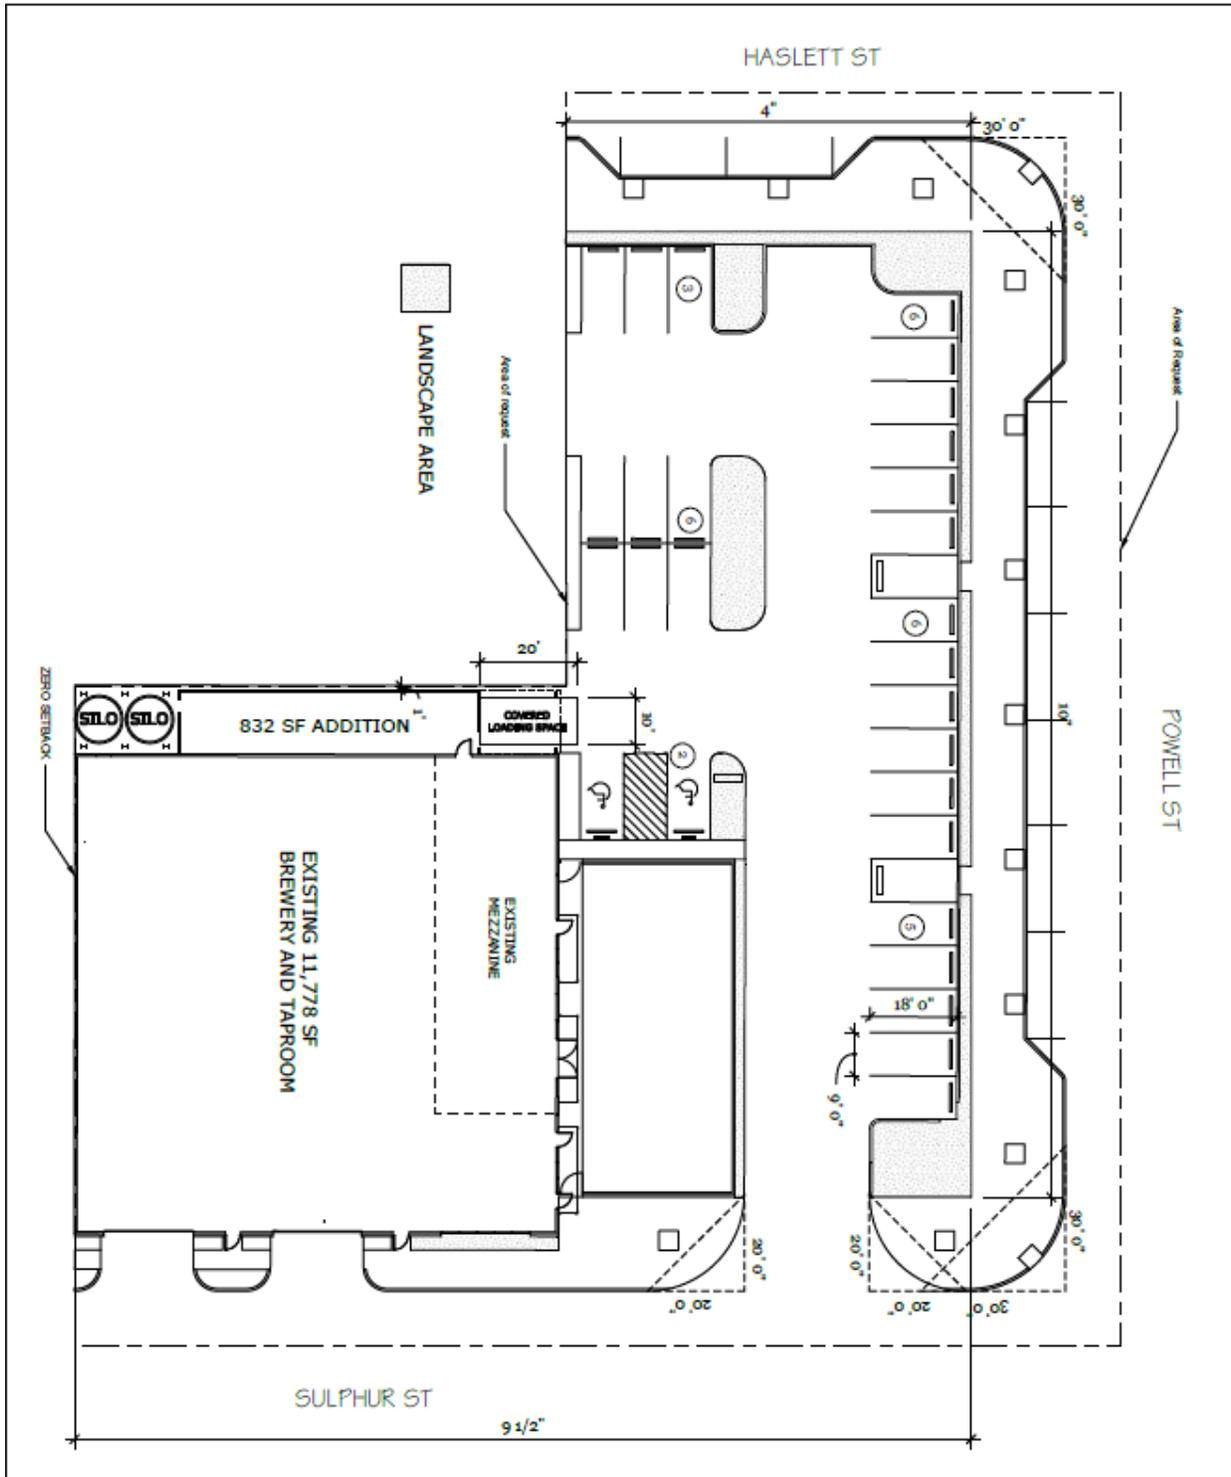 HASLETT ST
4"
30' 0"
30' 0"
Area of Request
LANDSCAPE AREA
Area of request
3
6
6
6
20'
ZERO SETBACK
SILO
SILO
832 SF ADDITION
1'
COVERED
LOADING SPACE
10'
2
10"
POWELL ST
EXISTING 11,778 SF
BREWERY AND TAPROOM
EXISTING
MEZZANINE
5
18' 0"
9' 0"
20' 0"
20' 0"
20' 0"
20' 0"
30' 0"
30' 0"
SULPHUR ST
9 1/2"